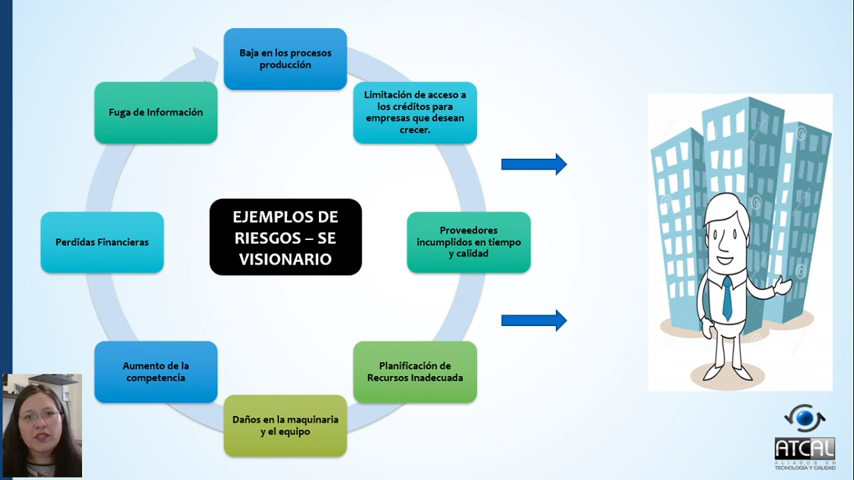 Baja en los procesos
producción
Limitación de acceso a
los créditos para
empresas que desean
crecer.
Proveedores
incumplidos en tiempo
y calidad
Planificación de
Recursos Inadecuada
Daños en la maquinaria
y el equipo
Aumento de la
competencia
Perdidas Financieras
Fuga de Información
EJEMPLOS DE
RIESGOS – SE
VISIONARIO
ATCAL
ALIADOS EN
TECNOLOGÍA Y CALIDAD